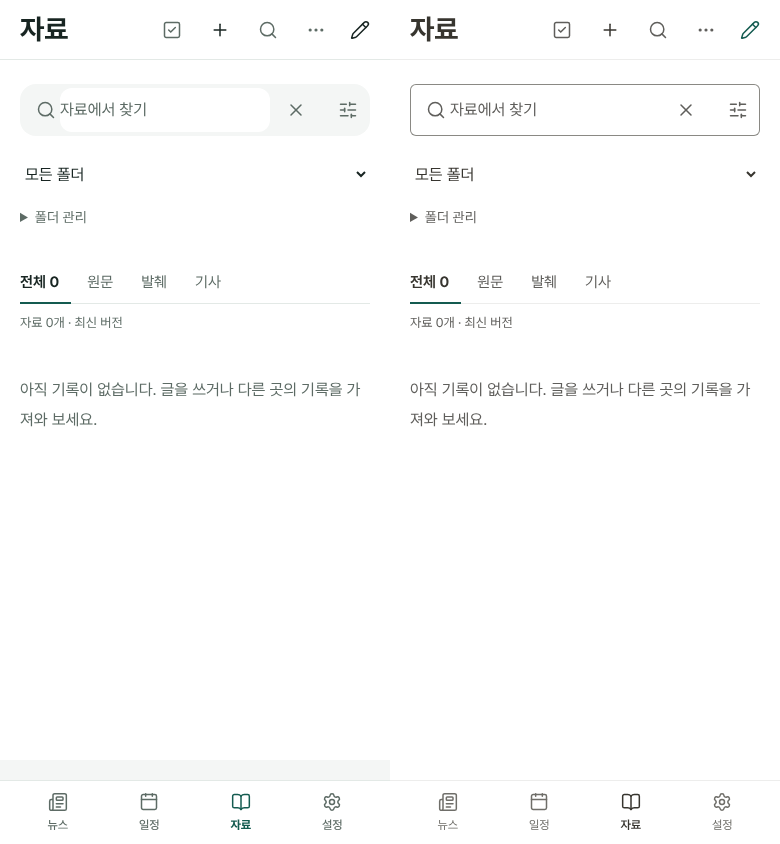 자료
자료에서 찾기
모든 폴더
폴더 관리
전체 0 원문 발췌 기사
자료 0개 · 최신 버전
아직 기록이 없습니다. 글을 쓰거나 다른 곳의 기록을 가
져와 보세요.
뉴스 일정 자료 설정
자료
자료에서 찾기
모든 폴더
폴더 관리
전체 0 원문 발췌 기사
자료 0개 · 최신 버전
아직 기록이 없습니다. 글을 쓰거나 다른 곳의 기록을 가
져와 보세요.
뉴스 일정 자료 설정